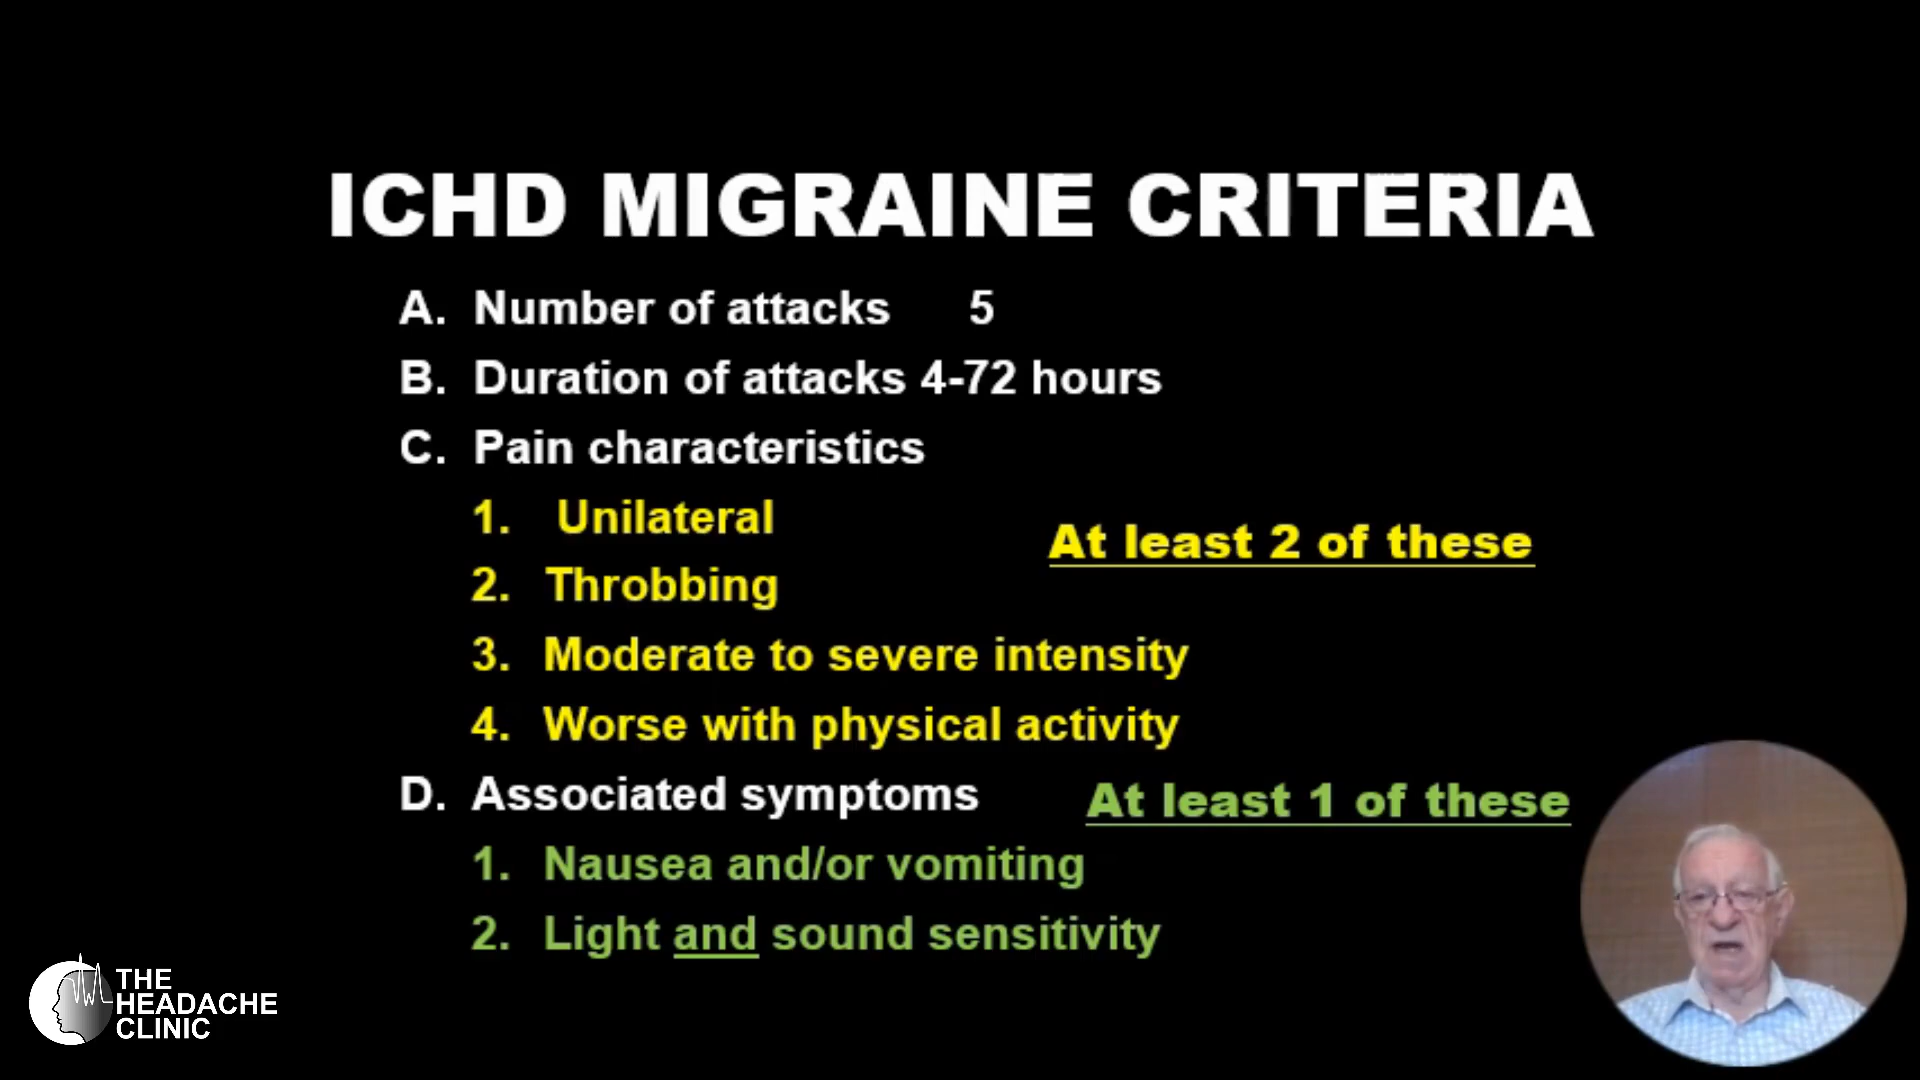 ICHD MIGRAINE CRITERIA
A. Number of attacks 5
B. Duration of attacks 4-72 hours
C. Pain characteristics
1. Unilateral
At least 2 of these
2. Throbbing
3. Moderate to severe intensity
4. Worse with physical activity
D. Associated symptoms
At least 1 of these
1. Nausea and/or vomiting
2. Light and sound sensitivity
THE
HEADACHE
CLINIC